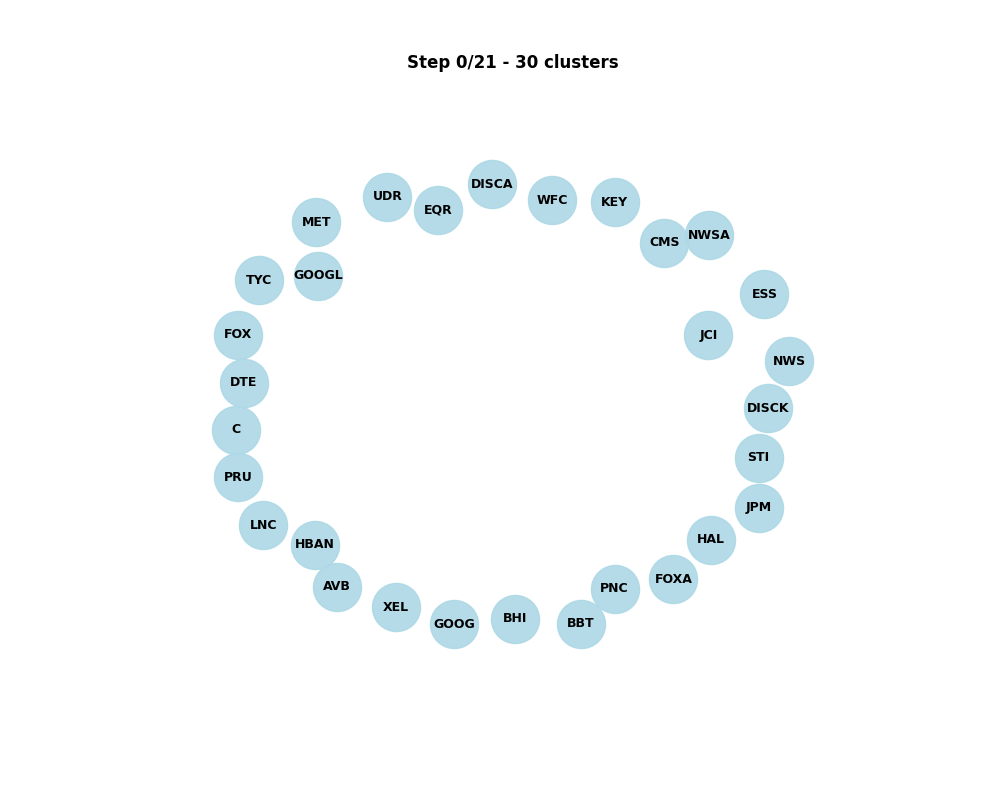 Step 0/21 - 30 clusters
DISCA
UDR
WFC
KEY
EQR
MET
NWSA
CMS
GOOGL
TYC
ESS
FOX
JCI
NWS
DTE
DISCK
C
STI
PRU
JPM
LNC
HAL
HBAN
FOXA
AVB
PNC
XEL
BHI
GOOG
BBT